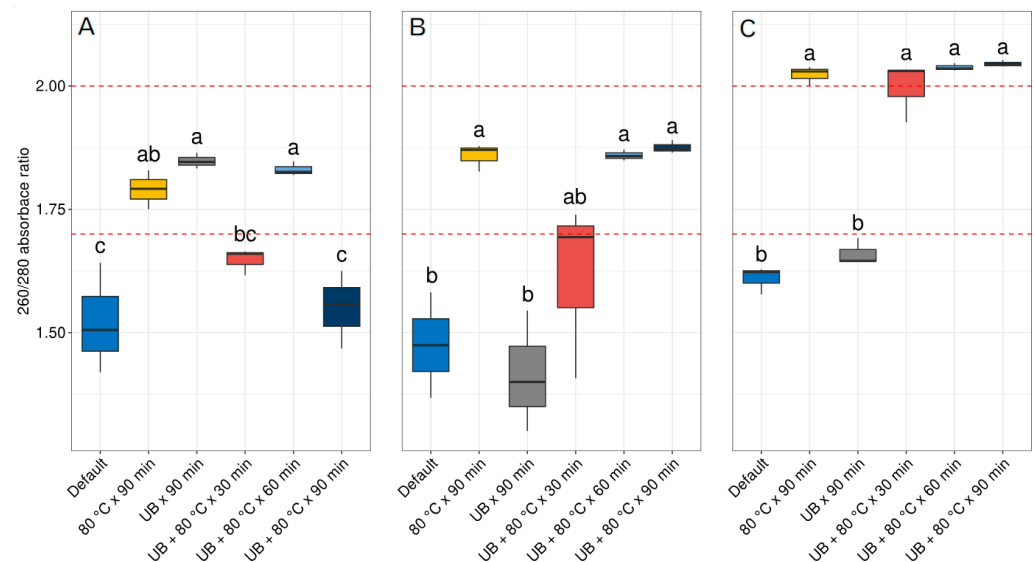 A
B
C
260/280 absorbace ratio
2.00
1.75
1.50
c
ab
a
bc
a
c
b
a
b
ab
a
a
b
a
b
a
a
a
Default
80 °C x 90 min
UB x 90 min
UB + 80 °C x 30 min
UB + 80 °C x 60 min
UB + 80 °C x 90 min
Default
80 °C x 90 min
UB x 90 min
UB + 80 °C x 30 min
UB + 80 °C x 60 min
UB + 80 °C x 90 min
Default
80 °C x 90 min
UB x 90 min
UB + 80 °C x 30 min
UB + 80 °C x 60 min
UB + 80 °C x 90 min